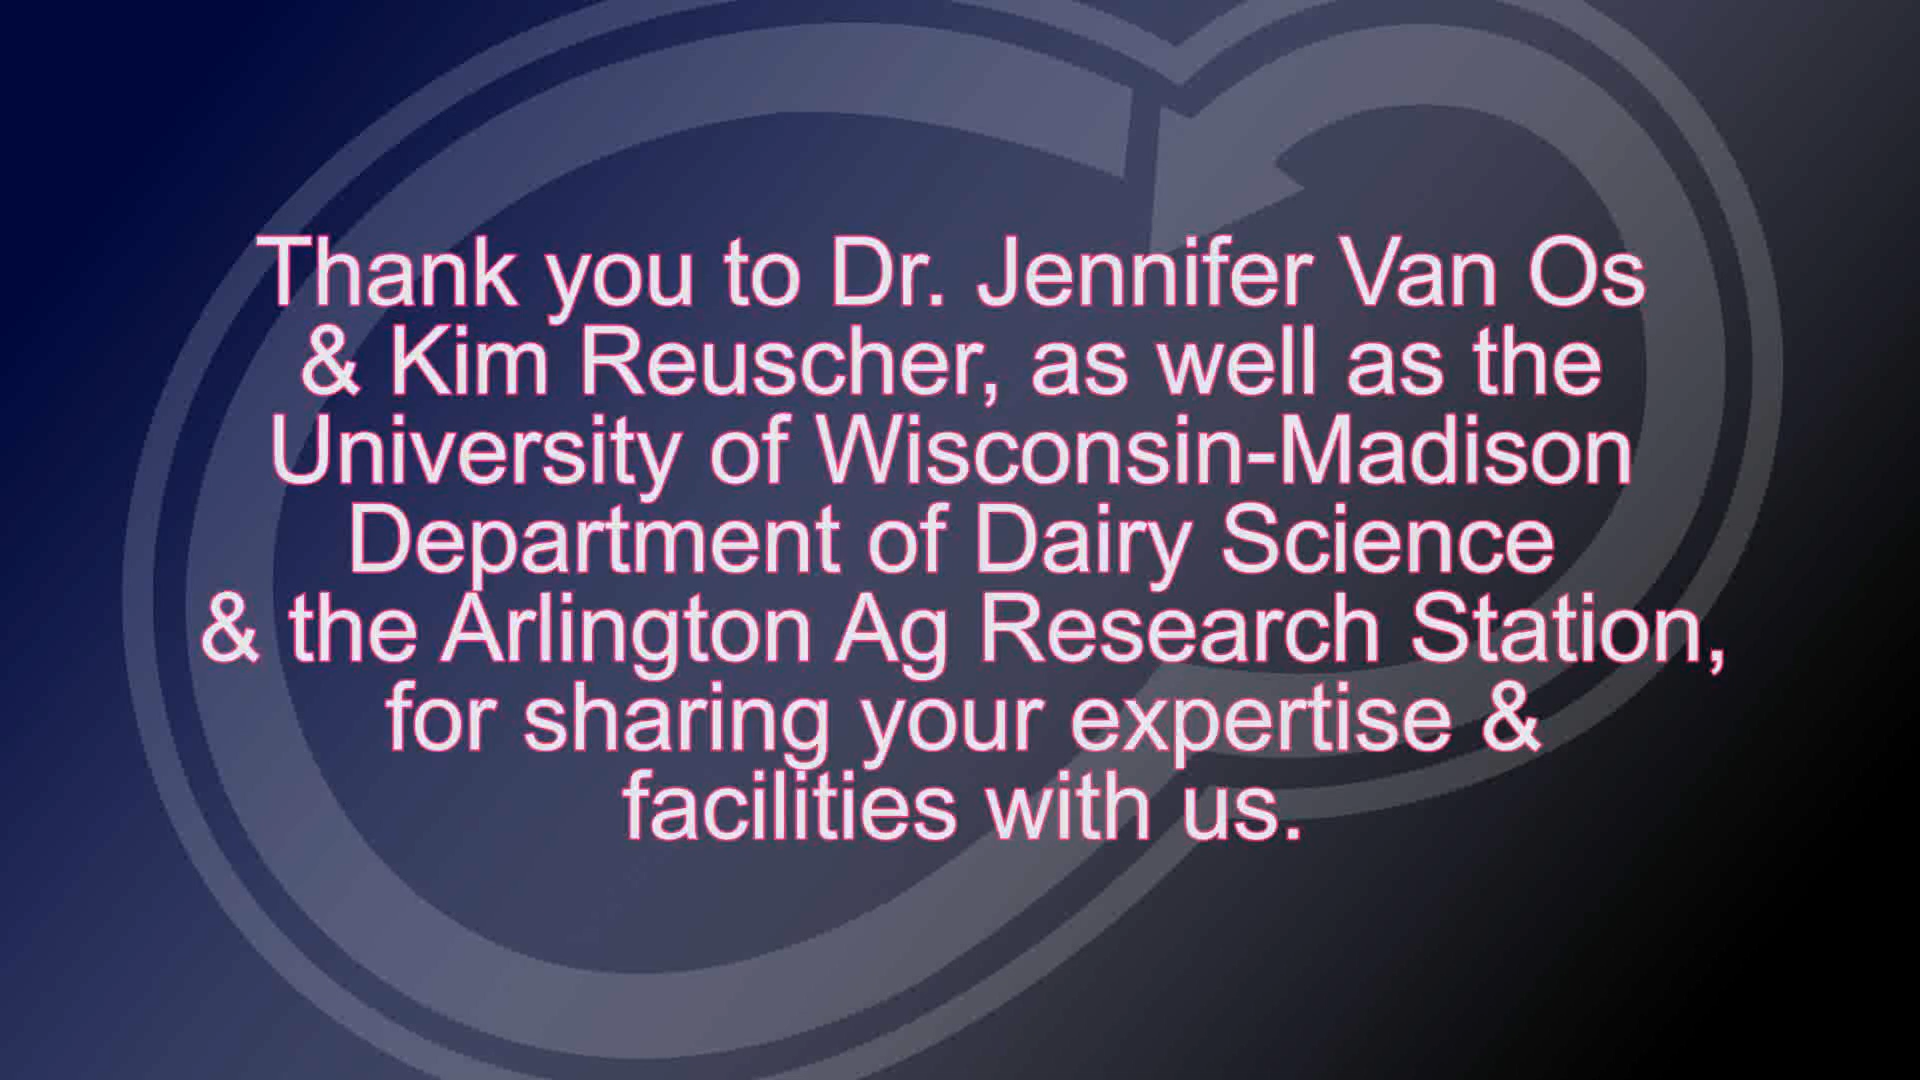 Thank you to Dr. Jennifer Van Os
& Kim Reuscher, as well as the
University of Wisconsin-Madison
Department of Dairy Science
& the Arlington Ag Research Station,
for sharing your expertise &
facilities with us.